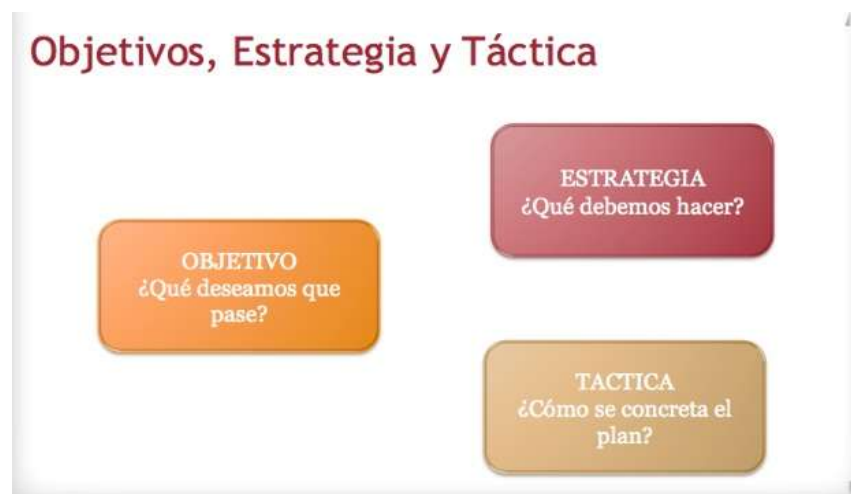 Objetivos, Estrategia y Táctica
ESTRATEGIA
¿Qué debemos hacer?
OBJETIVO
¿Qué deseamos que
pase?
TACTICA
¿Cómo se concreta el
plan?